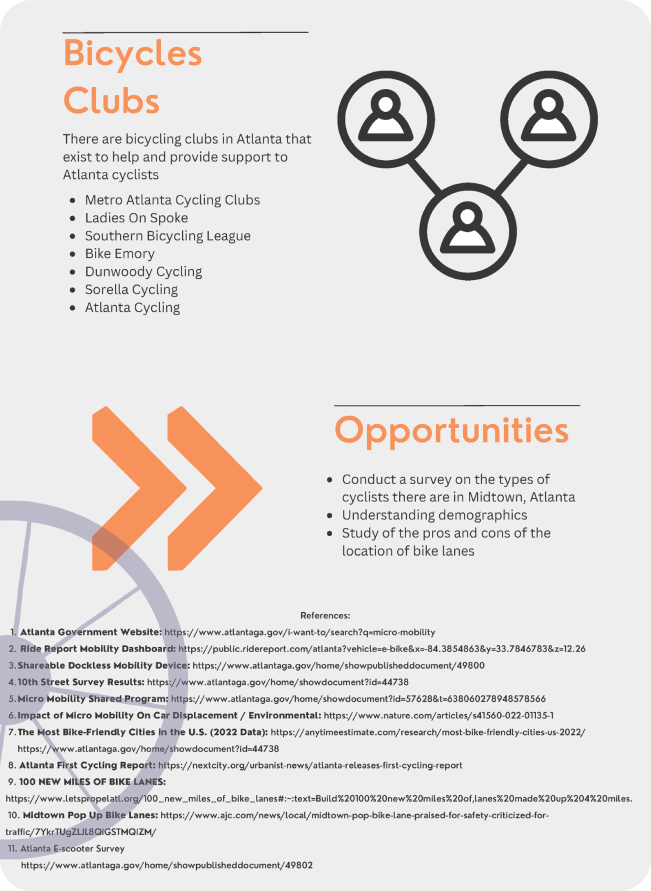 Bicycles
Clubs
There are bicycling clubs in Atlanta that
exist to help and provide support to
Atlanta cyclists
• Metro Atlanta Cycling Clubs
• Ladies On Spoke
• Southern Bicycling League
• Bike Emory
• Dunwoody Cycling
• Sorella Cycling
• Atlanta Cycling
Opportunities
• Conduct a survey on the types of
cyclists there are in Midtown, Atlanta
• Understanding demographics
• Study of the pros and cons of the
location of bike lanes
References:
1. Atlanta Government Website: https://www.atlantaga.gov/i-want-to/search?q=micro-mobility
2. Ride Report Mobility Dashboard: https://public.ridereport.com/atlanta?vehicle=e-bike&x=-84.3854863&y=33.7846783&z=12.26
3. Shareable Dockless Mobility Device: https://www.atlantaga.gov/home/showpublisheddocument/49800
4. 10th Street Survey Results: https://www.atlantaga.gov/home/showdocument?id=44738
5. Micro Mobility Shared Program: https://www.atlantaga.gov/home/showdocument?id=57628&t=638060278948578566
6. Impact of Micro Mobility On Car Displacement / Environmental: https://www.nature.com/articles/s41560-022-01135-1
7. The Most Bike-Friendly Cities in the U.S. (2022 Data): https://anytimeestimate.com/research/most-bike-friendly-cities-us-2022/
https://www.atlantaga.gov/home/showdocument?id=44738
8. Atlanta First Cycling Report: https://nextcity.org/urbanist-news/atlanta-releases-first-cycling-report
9. 100 NEW MILES OF BIKE LANES:
https://www.letspropelatl.org/100_new_miles_of_bike_lanes#:~:text=Build%20100%20new%20miles%20of,lanes%20made%20up%204%20miles.
10. Midtown Pop Up Bike Lanes: https://www.ajc.com/news/local/midtown-pop-bike-lane-praised-for-safety-criticized-for-
traffic/7YkrTUgZLJL8QiGSTMQiZM/
11. Atlanta E-scooter Survey
https://www.atlantaga.gov/home/showpublisheddocument/49802